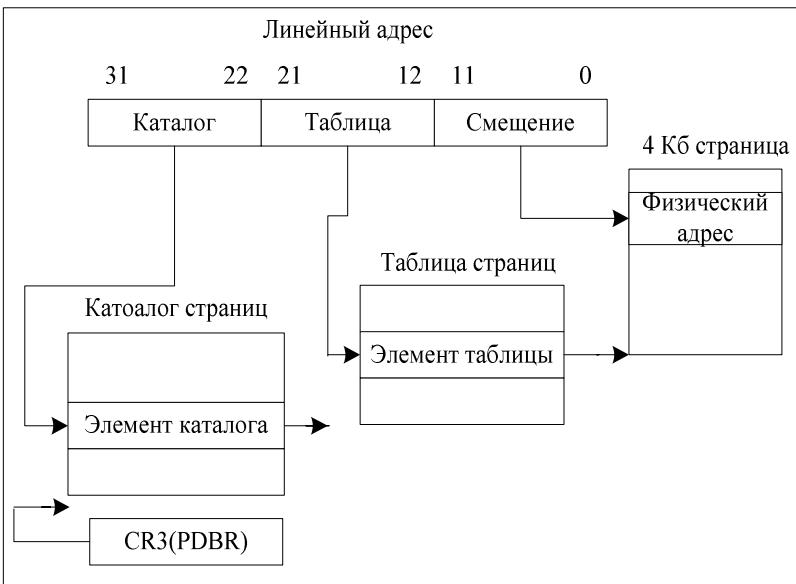 Линейный адрес
31 22 21 12 11 0
Каталог Таблица Смещение
4 Кб страница
Физический
адрес
Таблица страниц
Элемент таблицы
Катоалог страниц
Элемент каталога
CR3(PDBR)